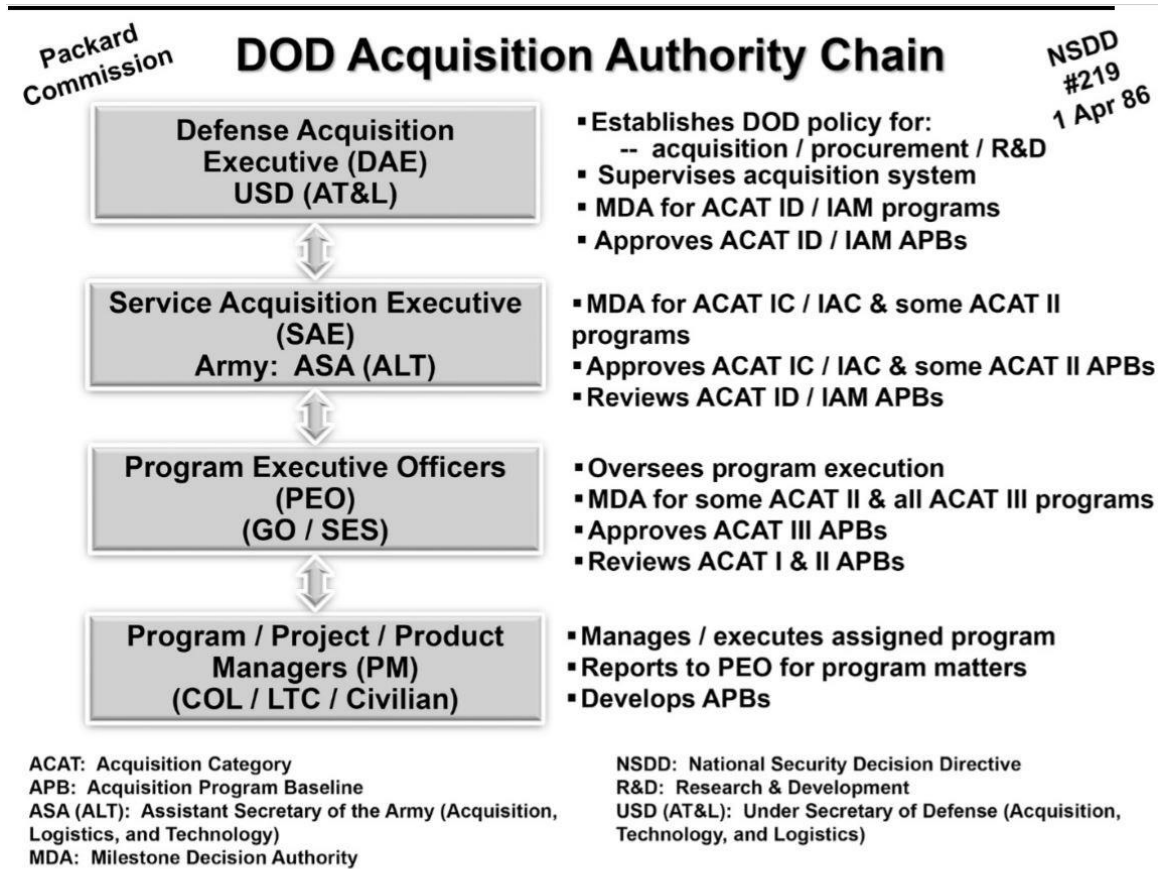 Packard
Commission
DOD Acquisition Authority Chain
NSDD
#219
1 Apr 86
Defense Acquisition
Executive (DAE)
USD (AT&L)
▪ Establishes DOD policy for:
-- acquisition / procurement / R&D
▪ Supervises acquisition system
▪ MDA for ACAT ID / IAM programs
▪ Approves ACAT ID / IAM APBs
Service Acquisition Executive
(SAE)
Army: ASA (ALT)
▪ MDA for ACAT IC / IAC & some ACAT II
programs
▪ Approves ACAT IC / IAC & some ACAT II APBs
▪ Reviews ACAT ID / IAM APBs
Program Executive Officers
(PEO)
(GO / SES)
▪ Oversees program execution
▪ MDA for some ACAT II & all ACAT III programs
▪ Approves ACAT III APBs
▪ Reviews ACAT I & II APBs
Program / Project / Product
Managers (PM)
(COL / LTC / Civilian)
▪ Manages / executes assigned program
▪ Reports to PEO for program matters
▪ Develops APBs
ACAT: Acquisition Category
APB: Acquisition Program Baseline
ASA (ALT): Assistant Secretary of the Army (Acquisition,
Logistics, and Technology)
MDA: Milestone Decision Authority
NSDD: National Security Decision Directive
R&D: Research & Development
USD (AT&L): Under Secretary of Defense (Acquisition,
Technology, and Logistics)